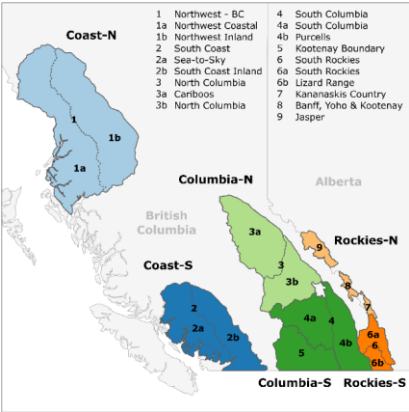 1 Northwest - BC
1a Northwest Coastal
1b Northwest Inland
2 South Coast
2a Sea-to-Sky
2b South Coast Inland
3 North Columbia
3a Cariboos
3b North Columbia
4 South Columbia
4a South Columbia
4b Purcells
5 Kootenay Boundary
6 South Rockies
6a South Rockies
6b Lizard Range
7 Kananaskis Country
8 Banff, Yoho & Kootenay
9 Jasper
Coast-N
1
1b
1a
Columbia-N
Alberta
British
Columbia
3a
Rockies-N
9
3
3b
8
Coast-S
2
2a
2b
7
4a
4
6a
6
4b
5
6b
Columbia-S
Rockies-S